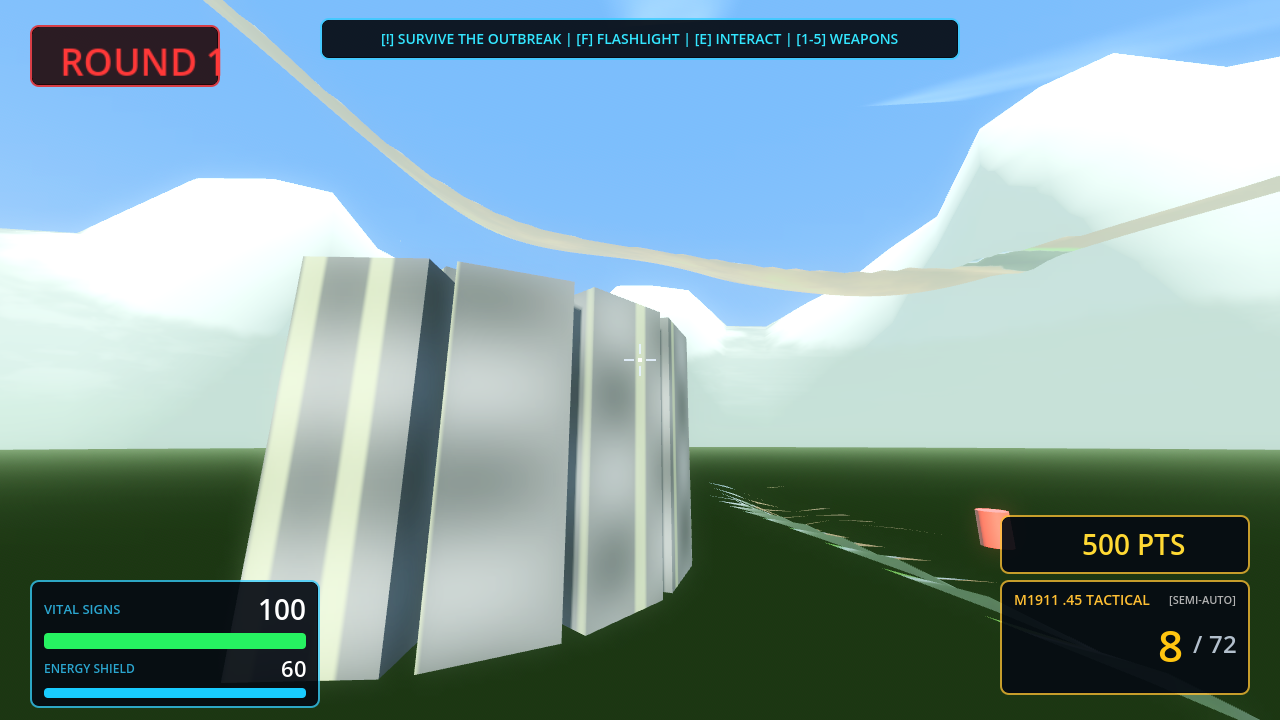 ROUND 1
[!] SURVIVE THE OUTBREAK | [F] FLASHLIGHT | [E] INTERACT | [1-5] WEAPONS
500 PTS
M1911 .45 TACTICAL [SEMI-AUTO]
8 / 72
VITAL SIGNS 100
ENERGY SHIELD 60